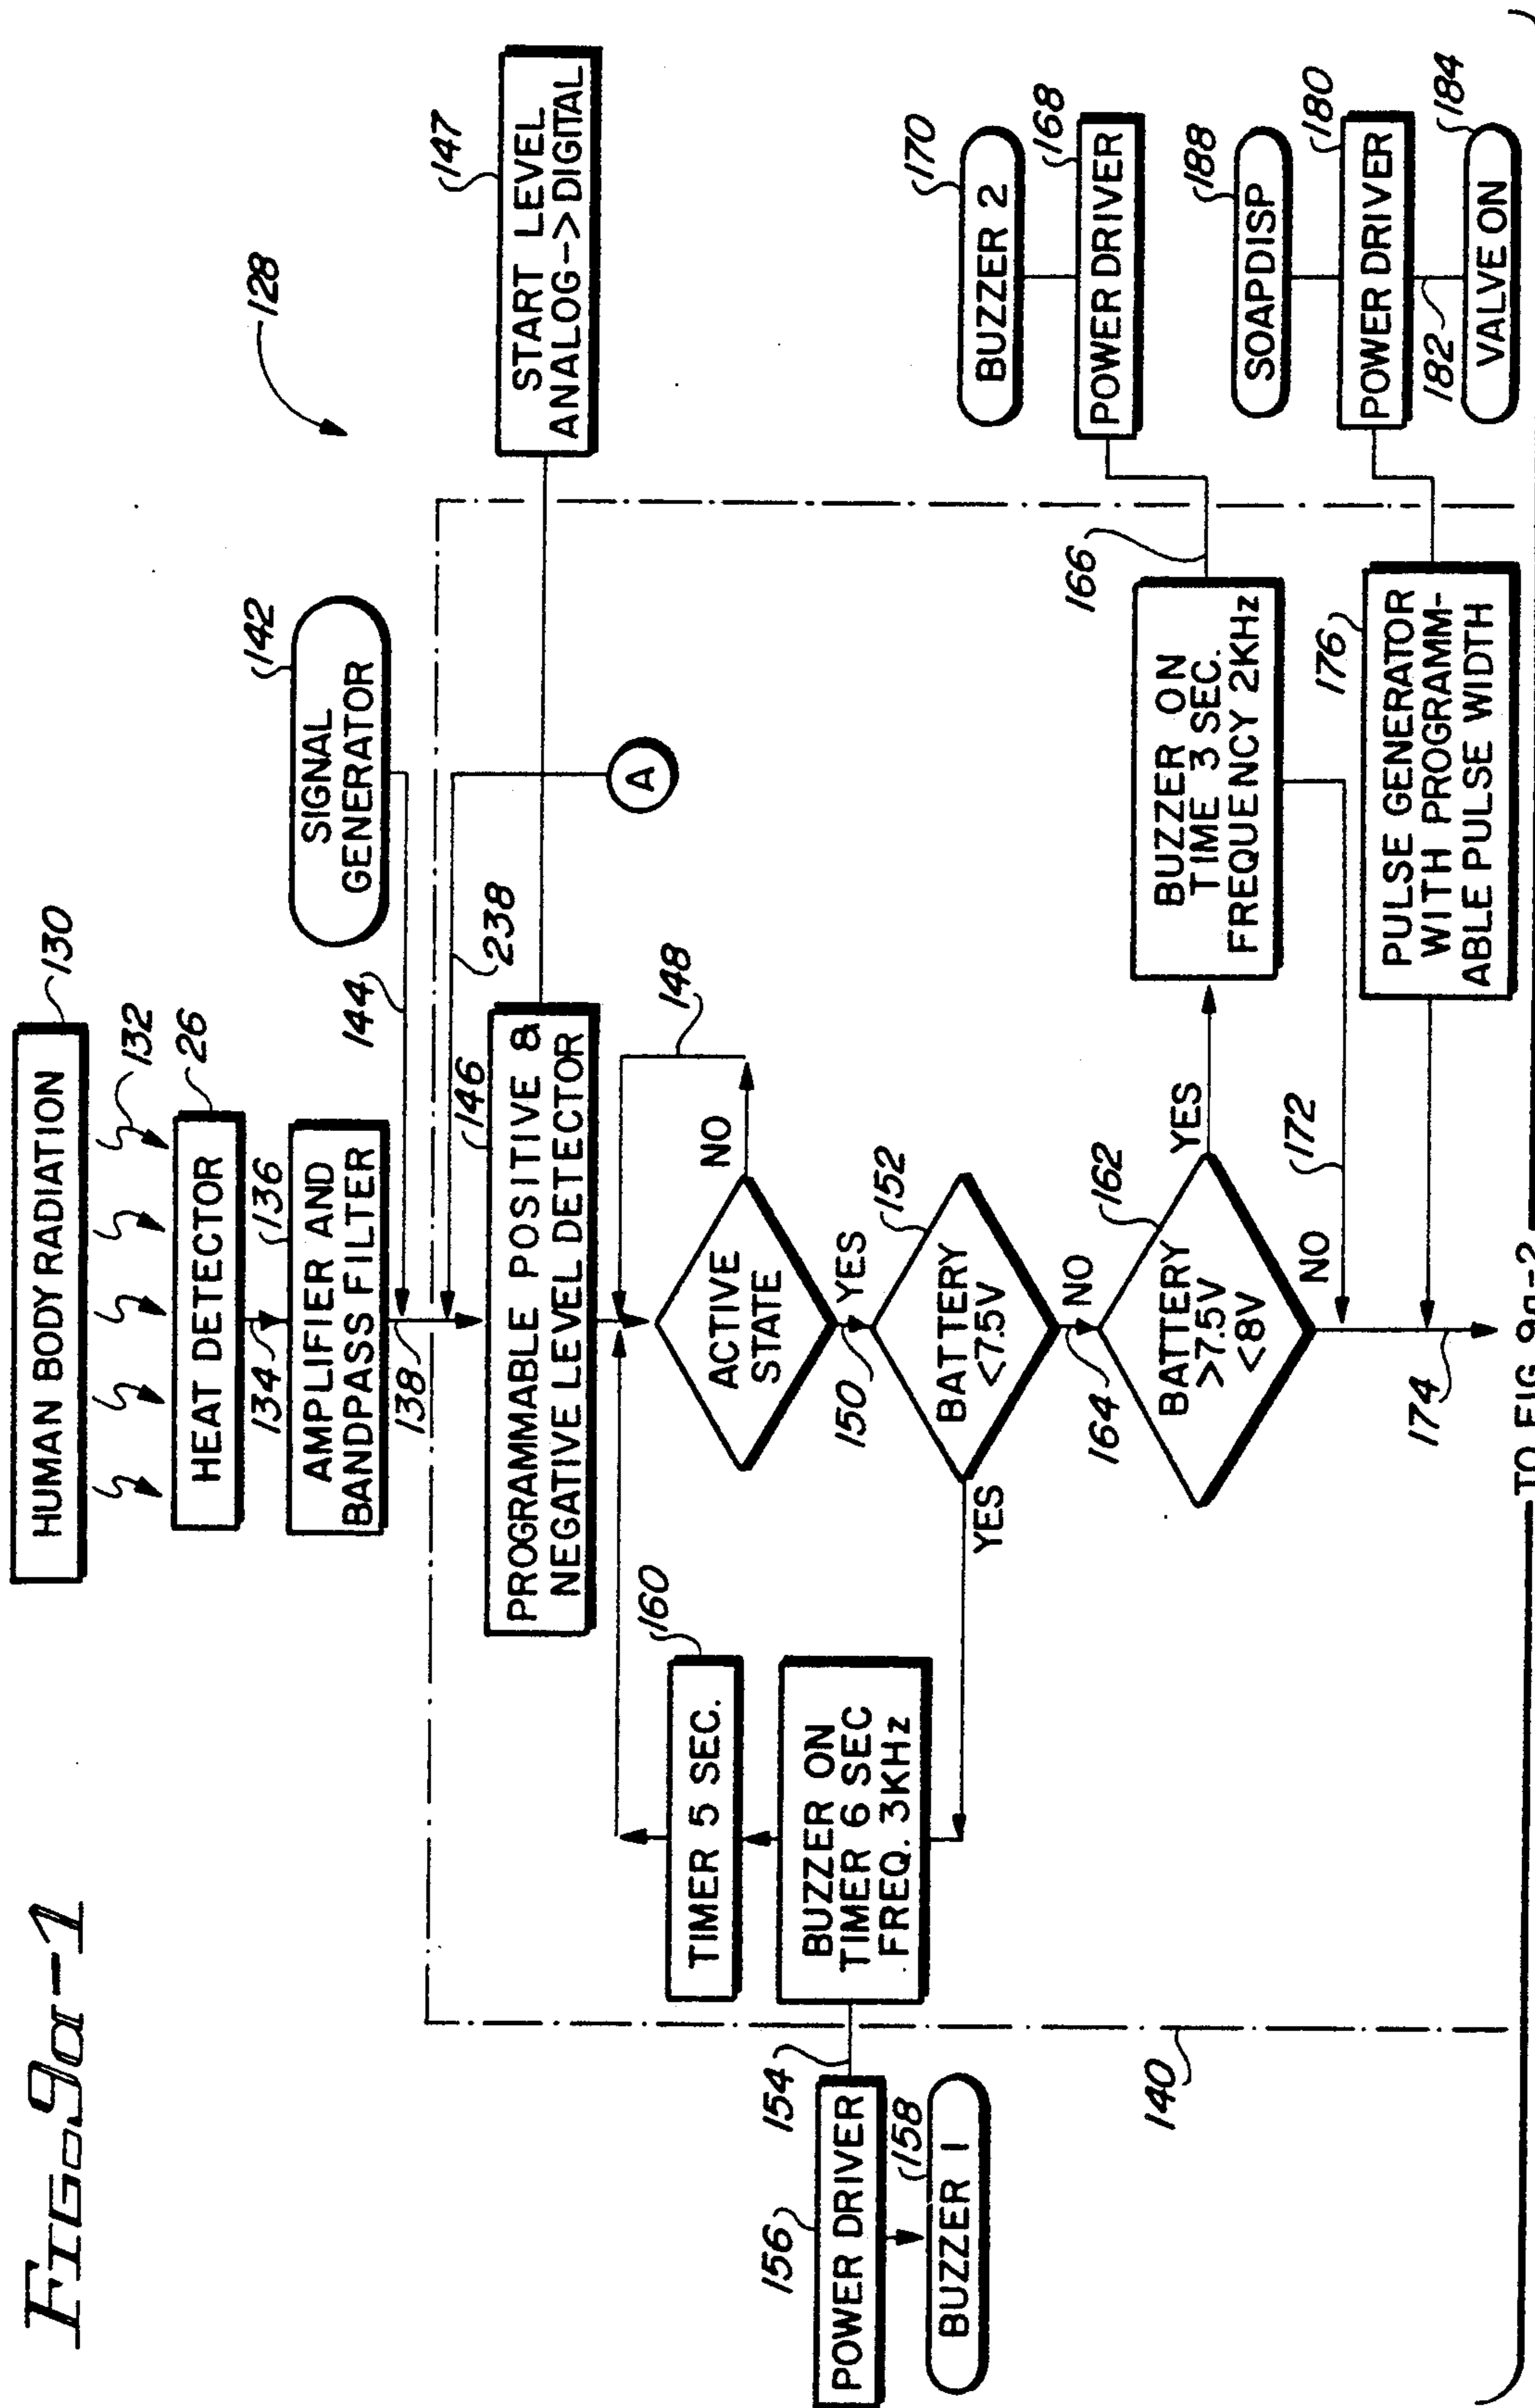 FIG. 9a-1
128
HUMAN BODY RADIATION
130
132
HEAT DETECTOR
26
134
136
AMPLIFIER AND
BANDPASS FILTER
138
SIGNAL
GENERATOR
142
144
238
A
146
PROGRAMMABLE POSITIVE &
NEGATIVE LEVEL DETECTOR
START LEVEL
ANALOG->DIGITAL
147
148
NO
ACTIVE
STATE
YES
150
BATTERY
<7.5V
152
YES
NO
164
TIMER 5 SEC.
160
BUZZER ON
TIMER 6 SEC
FREQ. 3KHz
154
156
POWER DRIVER
158
BUZZER 1
140
BATTERY
>7.5V
<8V
162
YES
NO
BUZZER ON
TIME 3 SEC.
FREQUENCY 2KHz
166
170
BUZZER 2
168
POWER DRIVER
172
176
PULSE GENERATOR
WITH PROGRAMM-
ABLE PULSE WIDTH
188
SOAPDISP
180
POWER DRIVER
182
184
VALVE ON
174
TO FIG. 9a-2